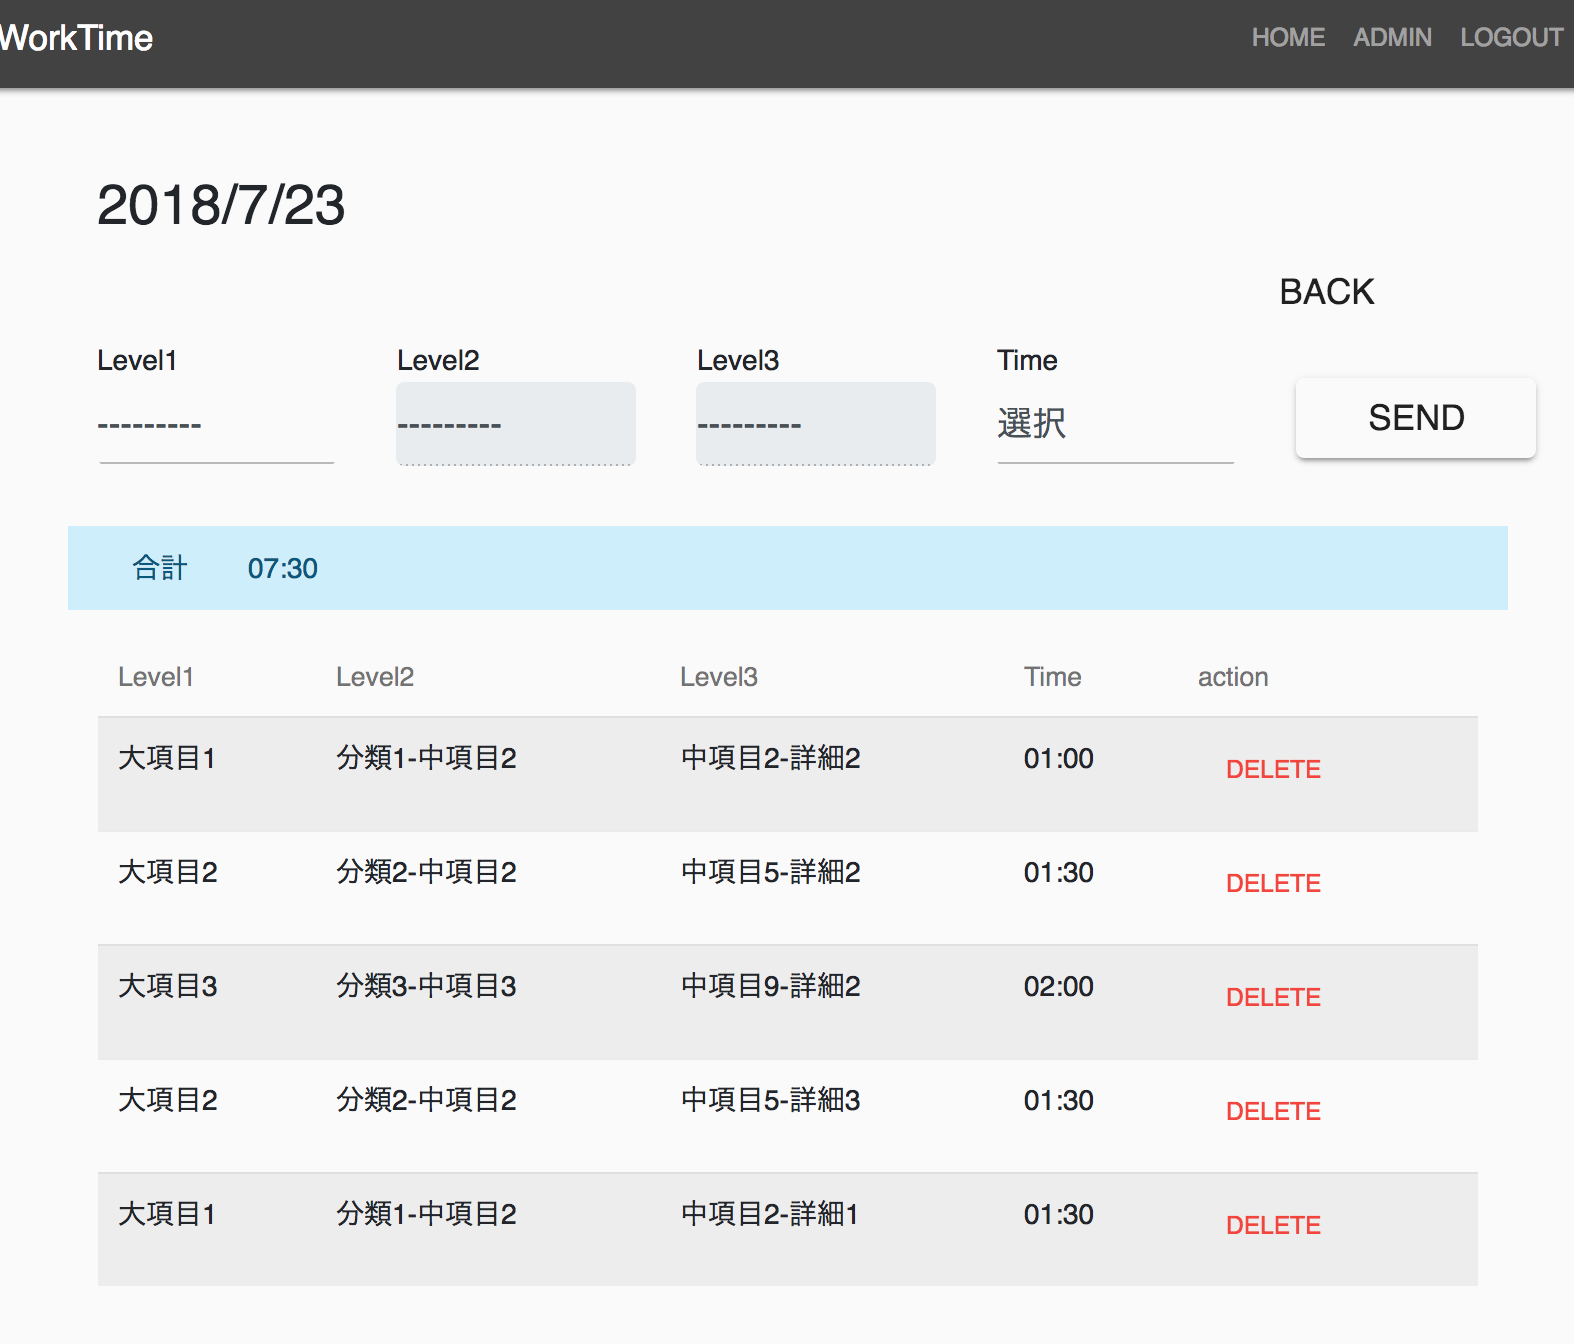 WorkTime HOME ADMIN LOGOUT
2018/7/23
BACK
Level1 Level2 Level3 Time
--------- --------- --------- 選択 SEND
合計 07:30
Level1 Level2 Level3 Time action
大項目1 分類1-中項目2 中項目2-詳細2 01:00 DELETE
大項目2 分類2-中項目2 中項目5-詳細2 01:30 DELETE
大項目3 分類3-中項目3 中項目9-詳細2 02:00 DELETE
大項目2 分類2-中項目2 中項目5-詳細3 01:30 DELETE
大項目1 分類1-中項目2 中項目2-詳細1 01:30 DELETE